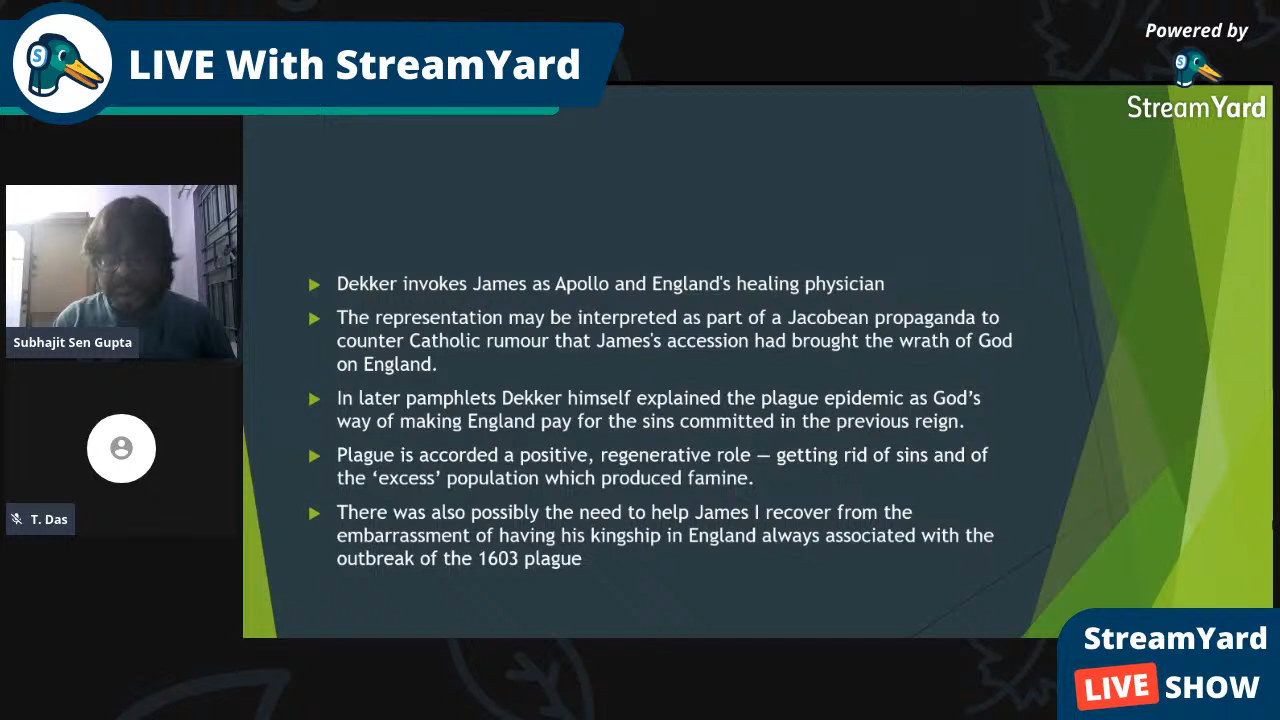 LIVE With StreamYard
Powered by
StreamYard
Subhajit Sen Gupta
T. Das
Dekker invokes James as Apollo and England's healing physician
The representation may be interpreted as part of a Jacobean propaganda to
counter Catholic rumour that James's accession had brought the wrath of God
on England.
In later pamphlets Dekker himself explained the plague epidemic as God’s
way of making England pay for the sins committed in the previous reign.
Plague is accorded a positive, regenerative role — getting rid of sins and of
the ‘excess’ population which produced famine.
There was also possibly the need to help James I recover from the
embarrassment of having his kingship in England always associated with the
outbreak of the 1603 plague
StreamYard
LIVE SHOW